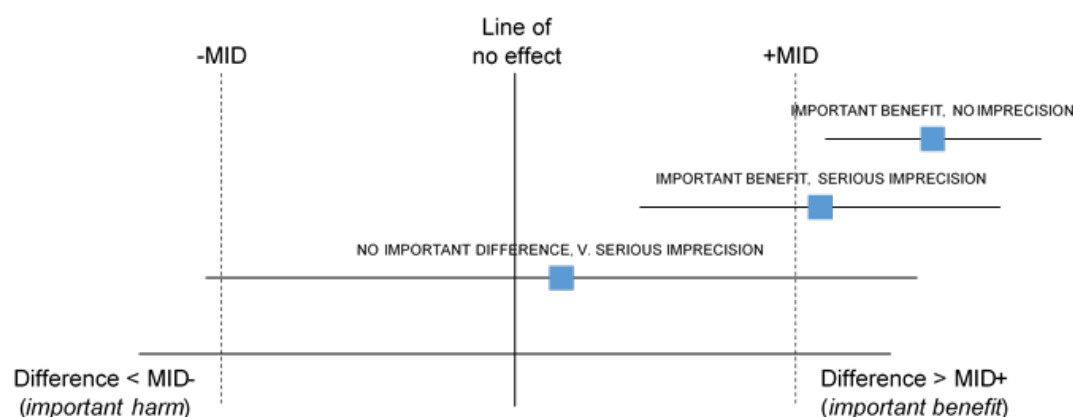 Line of
no effect
-MID
+MID
IMPORTANT BENEFIT, NO IMPRECISION
IMPORTANT BENEFIT, SERIOUS IMPRECISION
NO IMPORTANT DIFFERENCE, V. SERIOUS IMPRECISION
Difference < MID-
(important harm)
Difference > MID+
(important benefit)